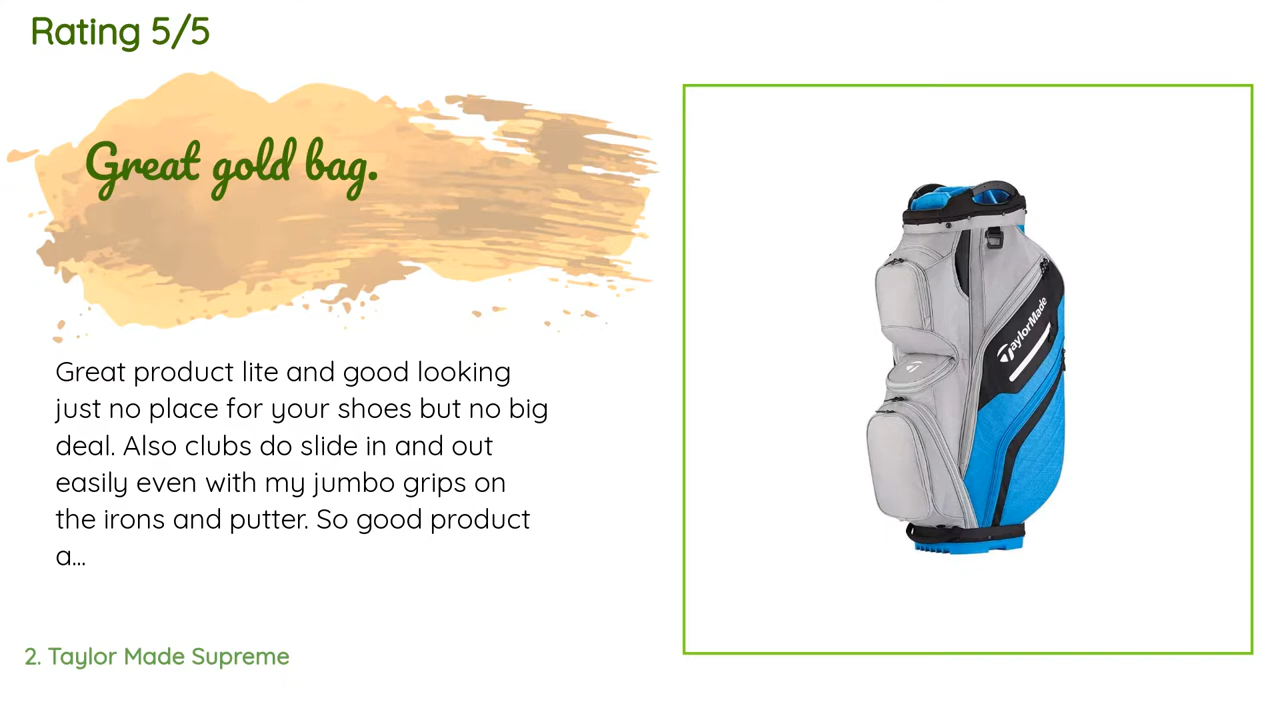 Rating 5/5
Great gold bag.
Great product lite and good looking
just no place for your shoes but no big
deal. Also clubs do slide in and out
easily even with my jumbo grips on
the irons and putter. So good product
a...
TaylorMade
2. Taylor Made Supreme